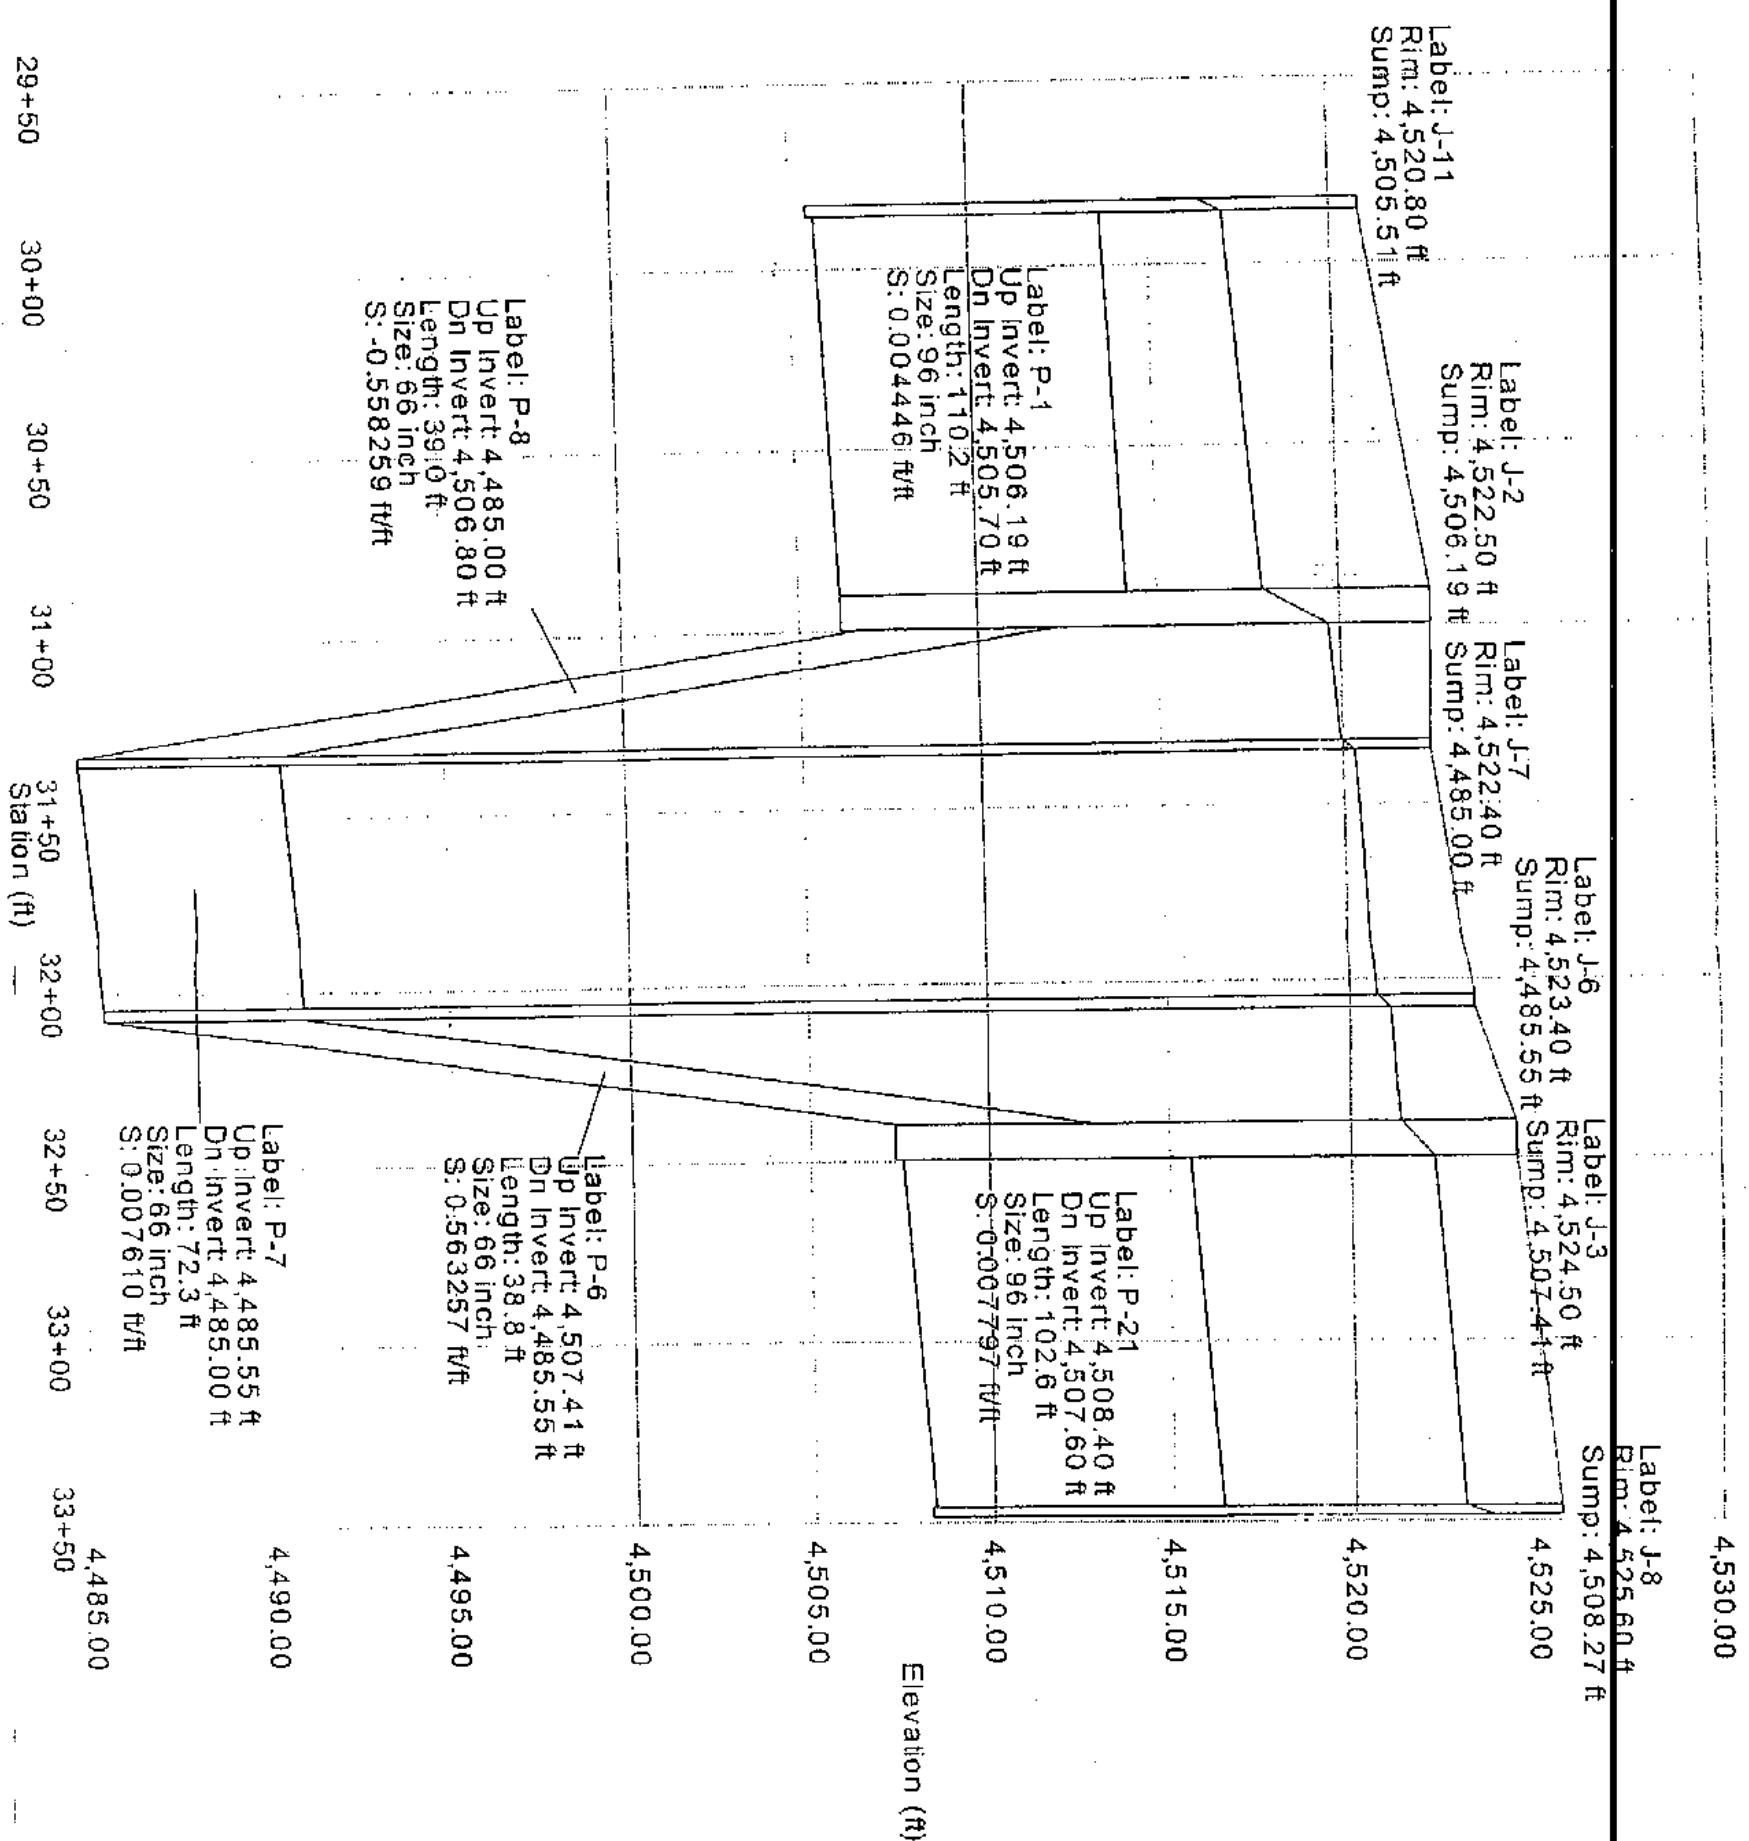 Label: J-11
Rim: 4,520.80 ft
Sump: 4,505.51 ft
Label: J-2
Rim: 4,522.50 ft
Sump: 4,506.19 ft
Label: J-7
Rim: 4,522.40 ft
Sump: 4,485.00 ft
Label: J-6
Rim: 4,523.40 ft
Sump: 4,485.55 ft
Label: J-3
Rim: 4,524.50 ft
Sump: 4,507.41 ft
Label: J-8
Rim: 4,525.60 ft
Sump: 4,508.27 ft
Label: P-1
Up Invert: 4,506.19 ft
Dn Invert: 4,505.70 ft
Length: 110.2 ft
Size: 96 inch
S: 0.004446 ft/ft
Label: P-8
Up Invert: 4,485.00 ft
Dn Invert: 4,506.80 ft
Length: 39.0 ft
Size: 66 inch
S: -0.558259 ft/ft
Label: P-21
Up Invert: 4,508.40 ft
Dn Invert: 4,507.60 ft
Length: 102.6 ft
Size: 96 inch
S: 0.007797 ft/ft
Label: P-6
Up Invert: 4,507.41 ft
Dn Invert: 4,485.55 ft
Length: 38.8 ft
Size: 66 inch
S: 0.563257 ft/ft
Label: P-7
Up Invert: 4,485.55 ft
Dn Invert: 4,485.00 ft
Length: 72.3 ft
Size: 66 inch
S: 0.007610 ft/ft
4,530.00
4,525.00
4,520.00
4,515.00
4,510.00
4,505.00
4,500.00
4,495.00
4,490.00
4,485.00
Elevation (ft)
29+50
30+00
30+50
31+00
31+50
32+00
32+50
33+00
33+50
Station (ft)